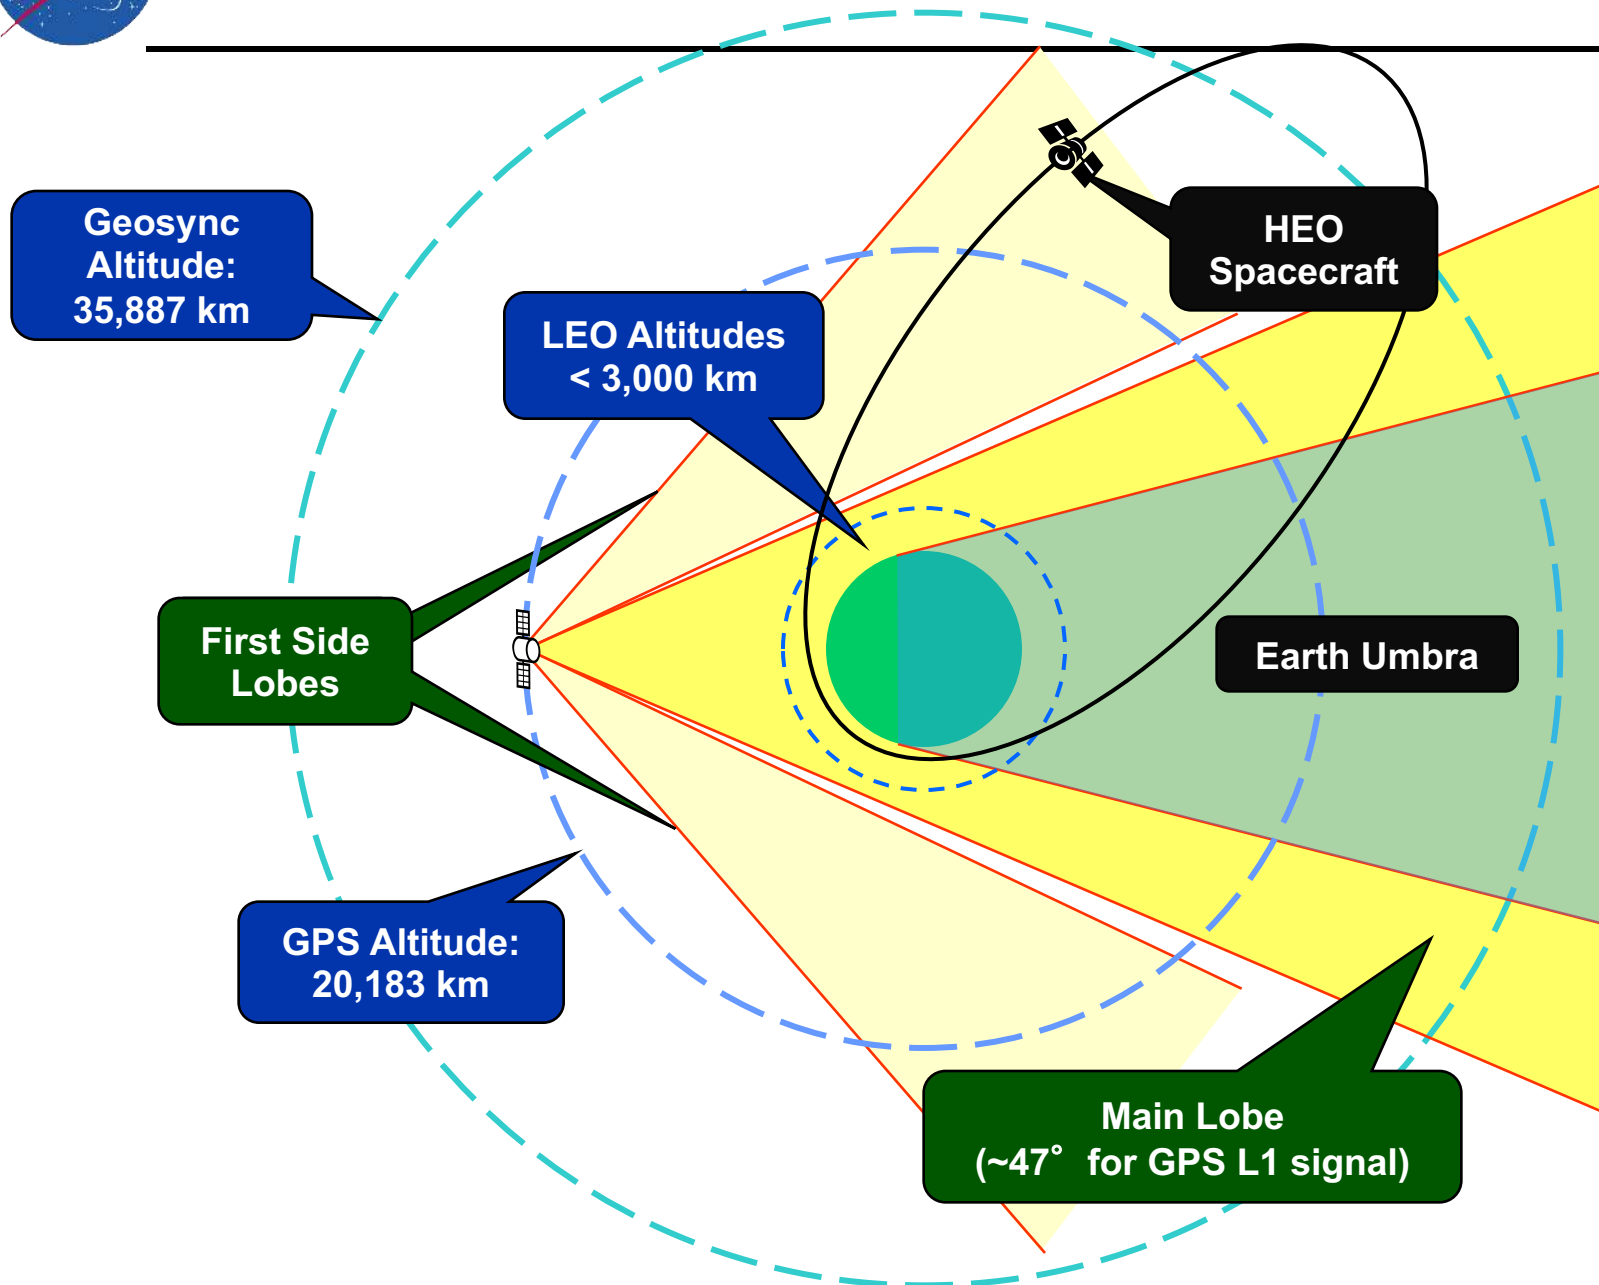 Geosync
Altitude:
35,887 km
LEO Altitudes
< 3,000 km
HEO
Spacecraft
First Side
Lobes
Earth Umbra
GPS Altitude:
20,183 km
Main Lobe
(~47° for GPS L1 signal)